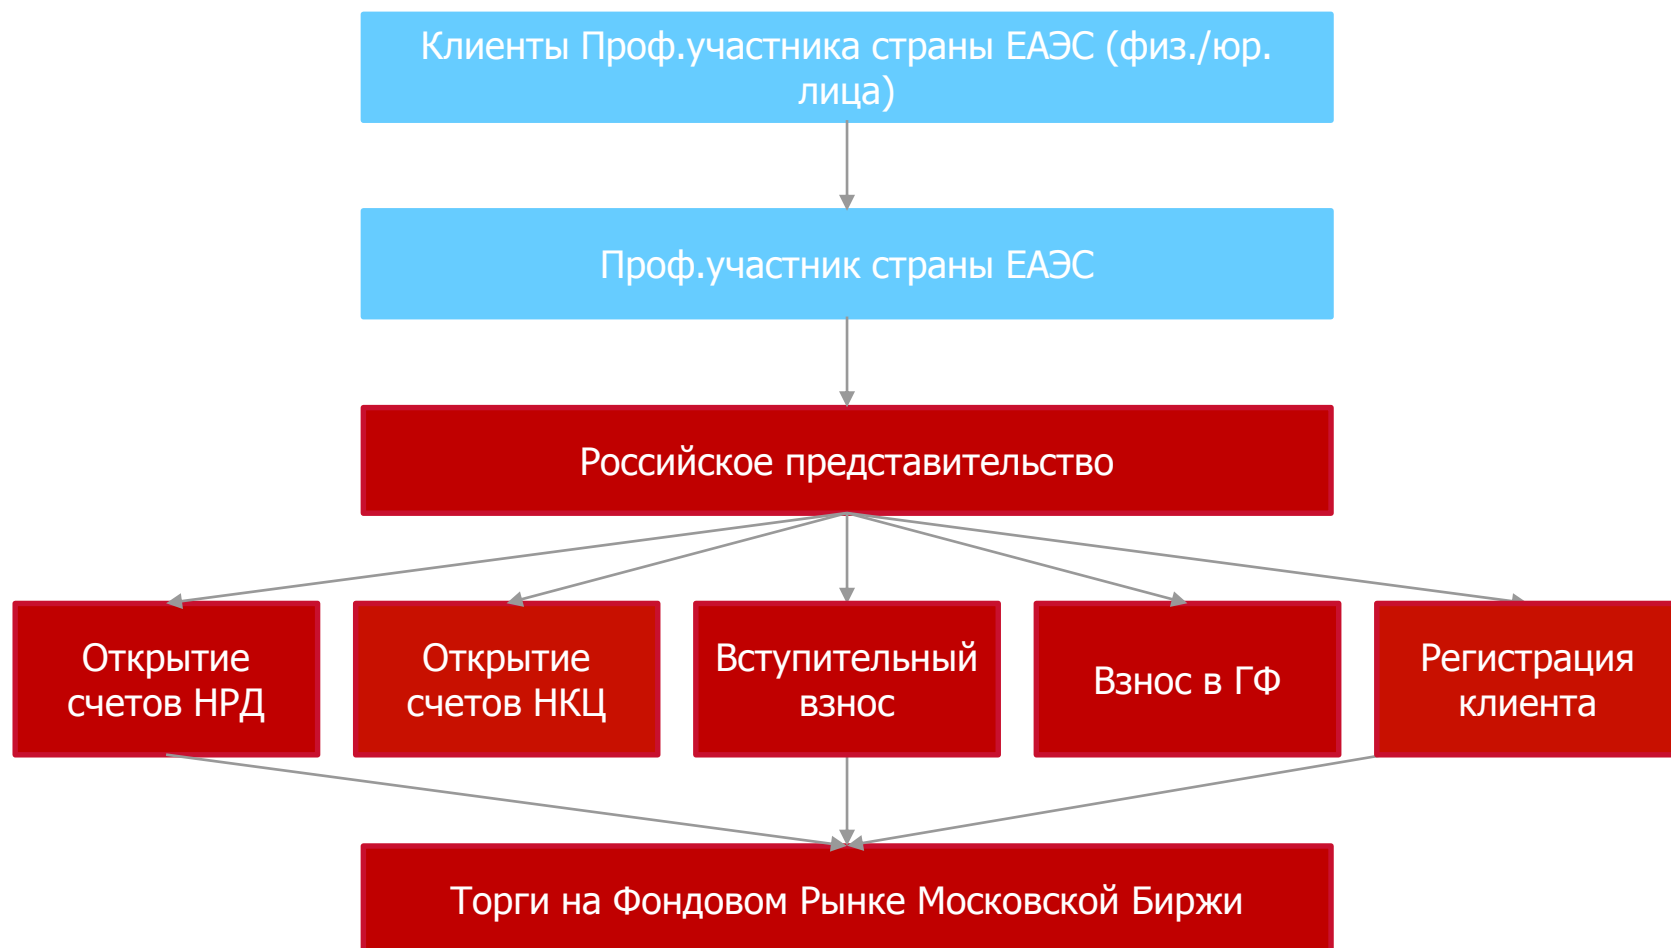 Клиенты Проф.участника страны ЕАЭС (физ./юр.
лица)
Проф.участник страны ЕАЭС
Российское представительство
Открытие
счетов НРД
Открытие
счетов НКЦ
Вступительный
взнос
Взнос в ГФ
Регистрация
клиента
Торги на Фондовом Рынке Московской Биржи